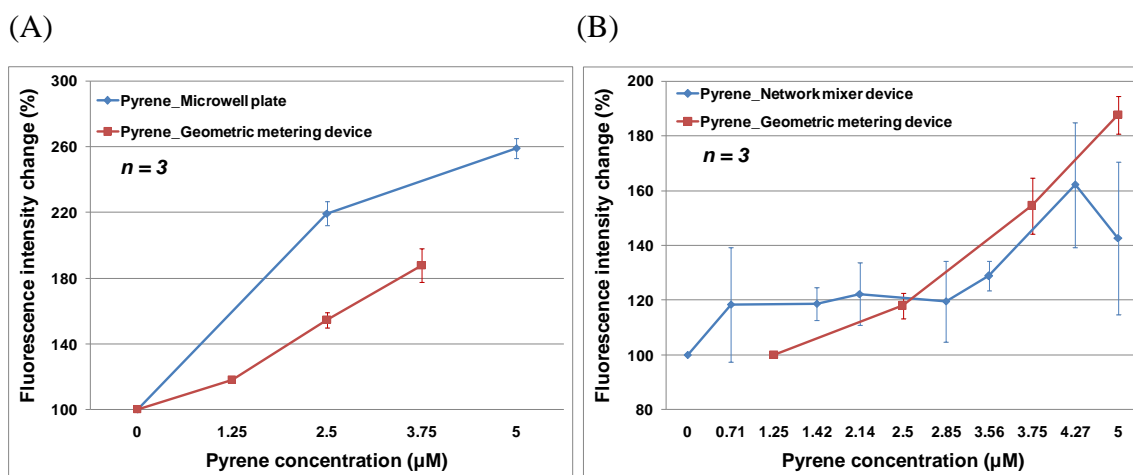 (A)
(B)
300
260
220
180
140
100
Fluorescence intensity change (%)
Pyrene_Microwell plate
Pyrene_Geometric metering device
n = 3
0 1.25 2.5 3.75 5
Pyrene concentration (µM)
200
180
160
140
120
100
80
Fluorescence intensity change (%)
Pyrene_Network mixer device
Pyrene_Geometric metering device
n = 3
0 0.71 1.25 1.42 2.14 2.5 2.85 3.56 3.75 4.27 5
Pyrene concentration (µM)